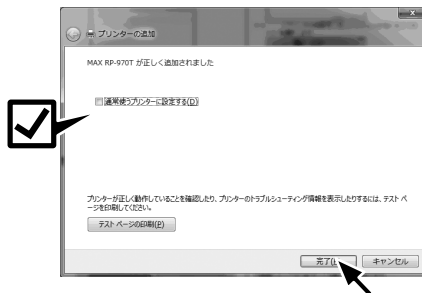 プリンターの追加
MAX RP-970T が正しく追加されました
通常使うプリンターに設定する(D)
プリンターが正しく動作していることを確認したり、プリンターのトラブルシューティング情報を表示したりするには、テスト ペ
ージを印刷してください。
テスト ページの印刷(P)
完了(F) キャンセル